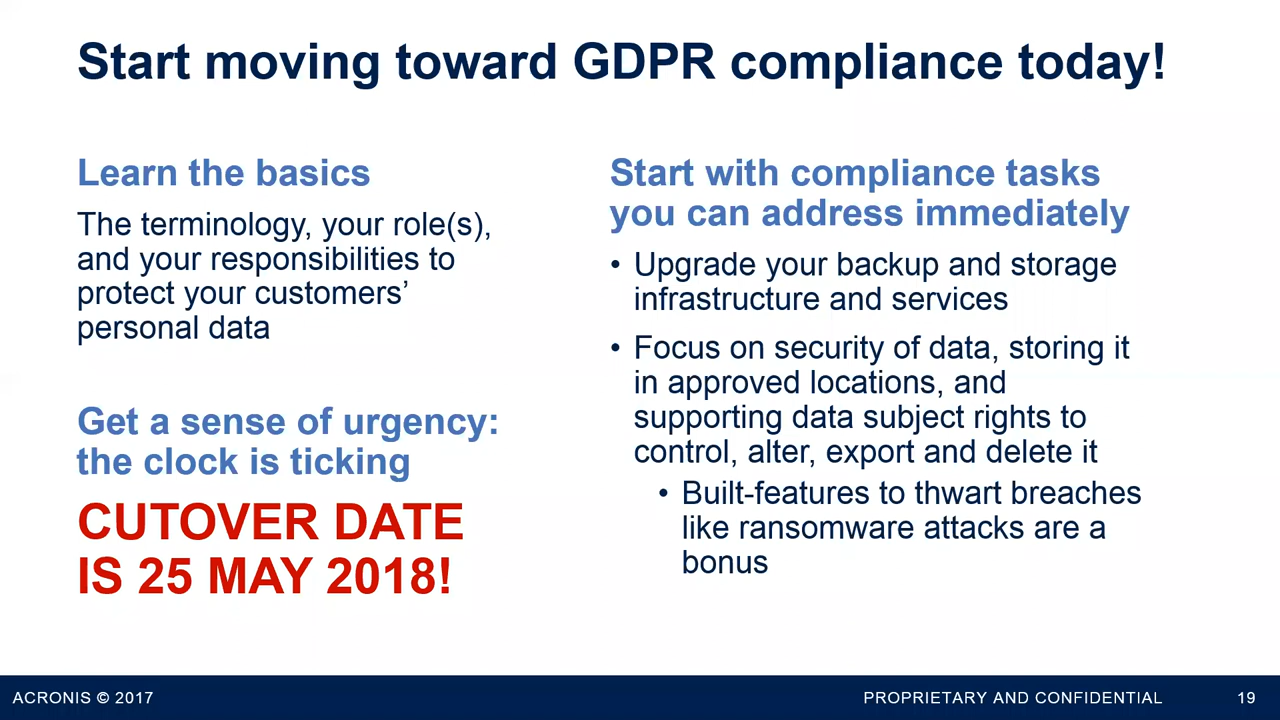 Start moving toward GDPR compliance today!
Learn the basics
The terminology, your role(s),
and your responsibilities to
protect your customers’
personal data
Get a sense of urgency:
the clock is ticking
CUTOVER DATE
IS 25 MAY 2018!
Start with compliance tasks
you can address immediately
• Upgrade your backup and storage
infrastructure and services
• Focus on security of data, storing it
in approved locations, and
supporting data subject rights to
control, alter, export and delete it
• Built-features to thwart breaches
like ransomware attacks are a
bonus
ACRONIS © 2017
PROPRIETARY AND CONFIDENTIAL
19